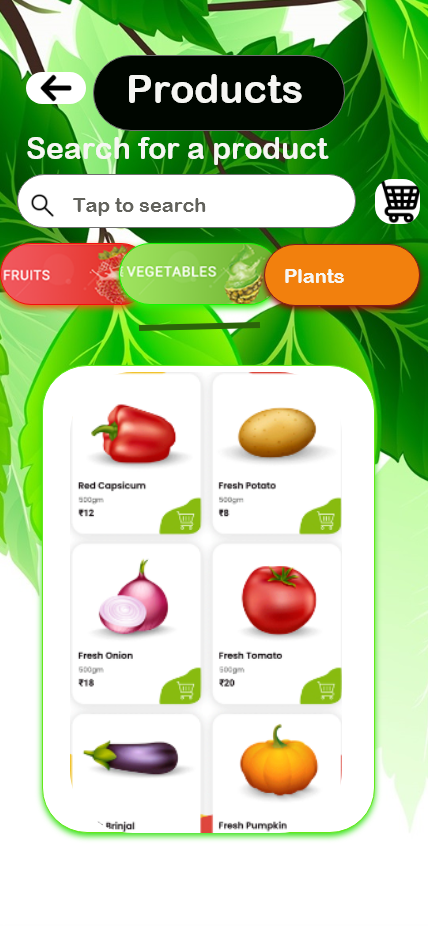 Products
Search for a product
Tap to search
FRUITS
VEGETABLES
Plants
Red Capsicum
500gm
₹12
Fresh Potato
500gm
₹8
Fresh Onion
500gm
₹18
Fresh Tomato
500gm
₹20
Brinjal
Fresh Pumpkin